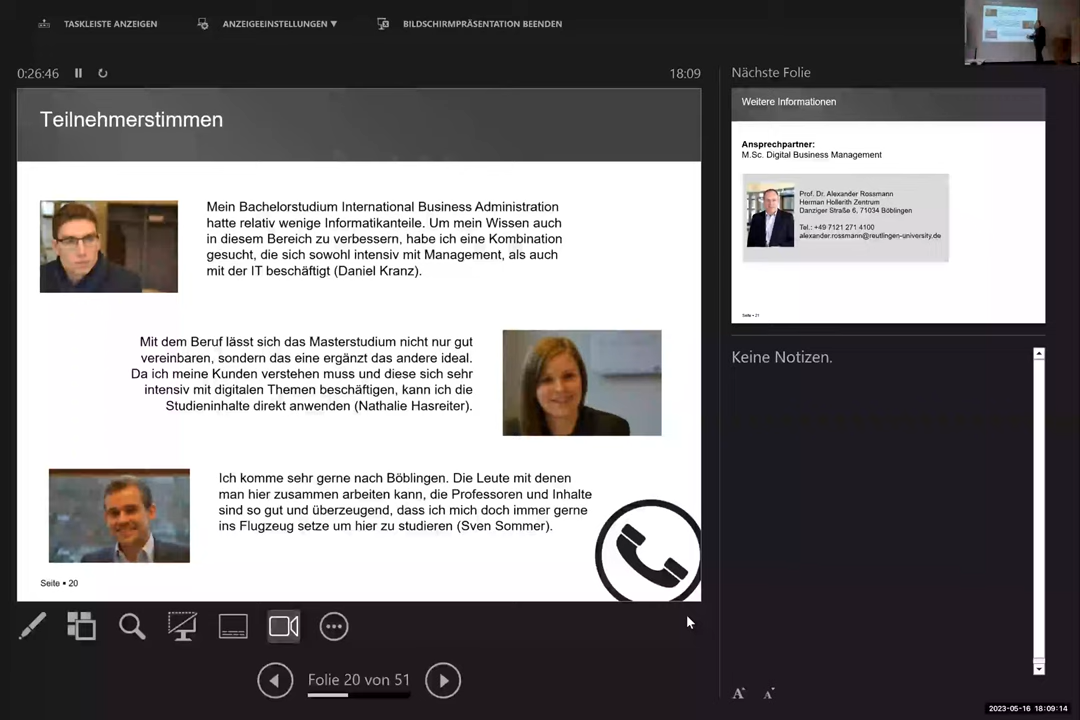 TASKLEISTE ANZEIGEN
ANZEIGEEINSTELLUNGEN ▼
BILDSCHIRMPRÄSENTATION BEENDEN
0:26:46
18:09
Teilnehmerstimmen
Mein Bachelorstudium International Business Administration
hatte relativ wenige Informatikanteile. Um mein Wissen auch
in diesem Bereich zu verbessern, habe ich eine Kombination
gesucht, die sich sowohl intensiv mit Management, als auch
mit der IT beschäftigt (Daniel Kranz).
Mit dem Beruf lässt sich das Masterstudium nicht nur gut
vereinbaren, sondern das eine ergänzt das andere ideal.
Da ich meine Kunden verstehen muss und diese sich sehr
intensiv mit digitalen Themen beschäftigen, kann ich die
Studieninhalte direkt anwenden (Nathalie Hasreiter).
Ich komme sehr gerne nach Böblingen. Die Leute mit denen
man hier zusammen arbeiten kann, die Professoren und Inhalte
sind so gut und überzeugend, dass ich mich doch immer gerne
ins Flugzeug setze um hier zu studieren (Sven Sommer).
Seite ▪ 20
Folie 20 von 51
Nächste Folie
Weitere Informationen
Ansprechpartner:
M.Sc. Digital Business Management
Prof. Dr. Alexander Rossmann
Herman Hollerith Zentrum
Danziger Straße 6, 71034 Böblingen
Tel.: +49 7121 271 4100
alexander.rossmann@reutlingen-university.de
Seite ▪ 21
Keine Notizen.
A A
2023-05-16 18:09:14